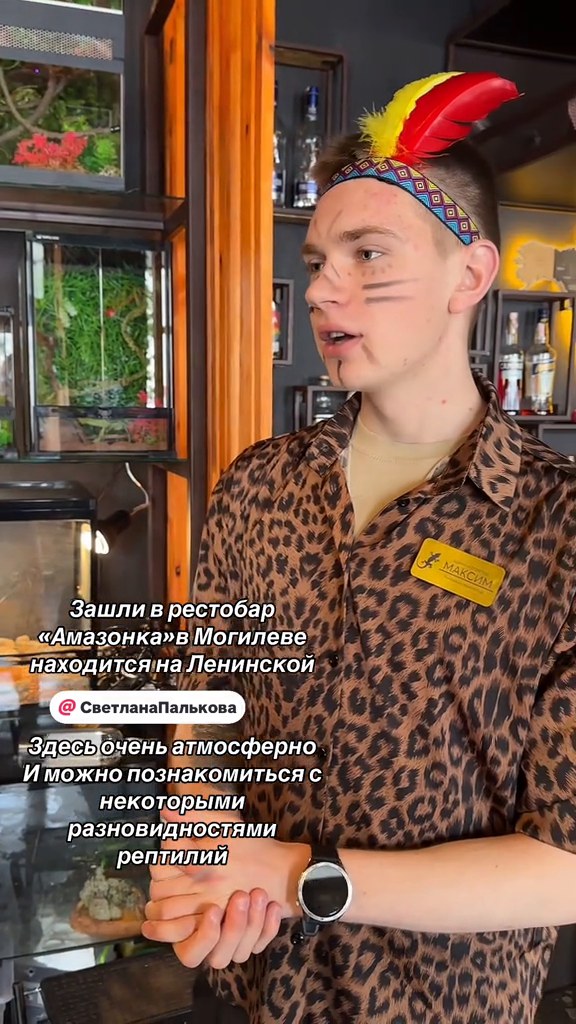 МАКСИМ
Зашли в рестобар
«Амазонка»в Могилеве
находится на Ленинской
@ СветланаПалькова
Здесь очень атмосферно
И можно познакомиться с
некоторыми
разновидностями
рептилий